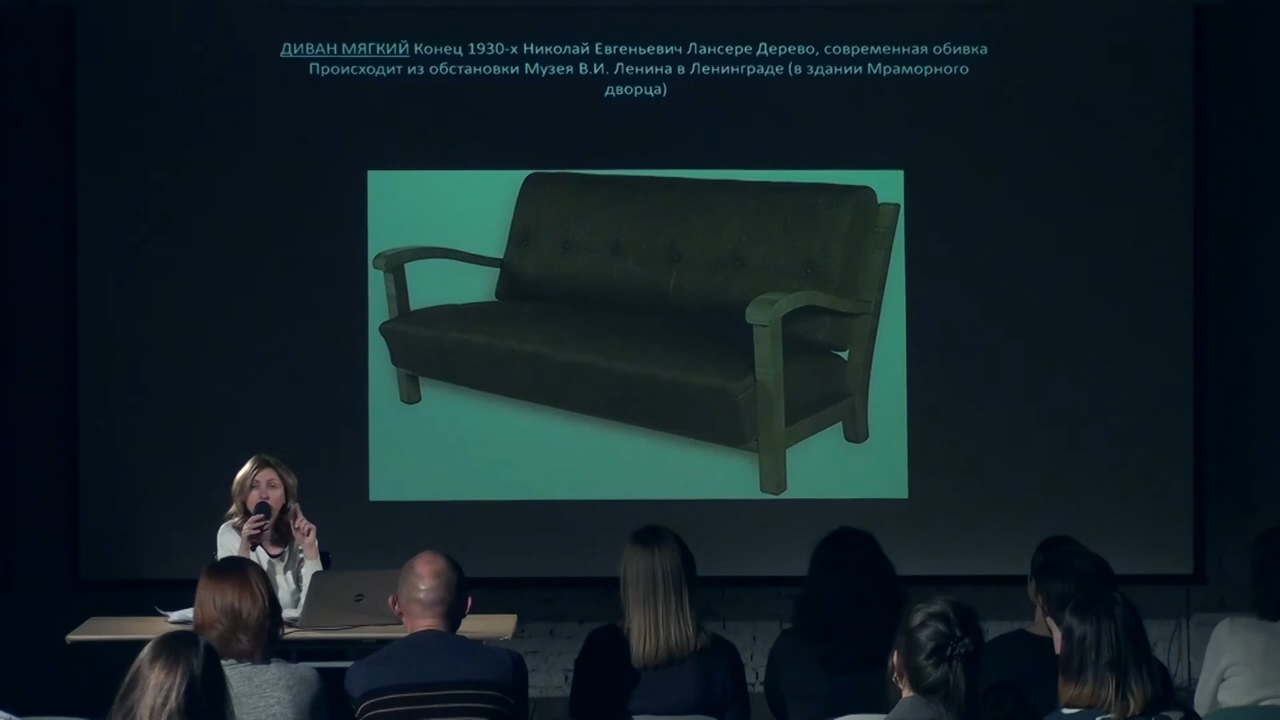 ДИВАН МЯГКИЙ Конец 1930-х Николай Евгеньевич Лансере Дерево, современная обивка
Происходит из обстановки Музея В.И. Ленина в Ленинграде (в здании Мраморного
дворца)